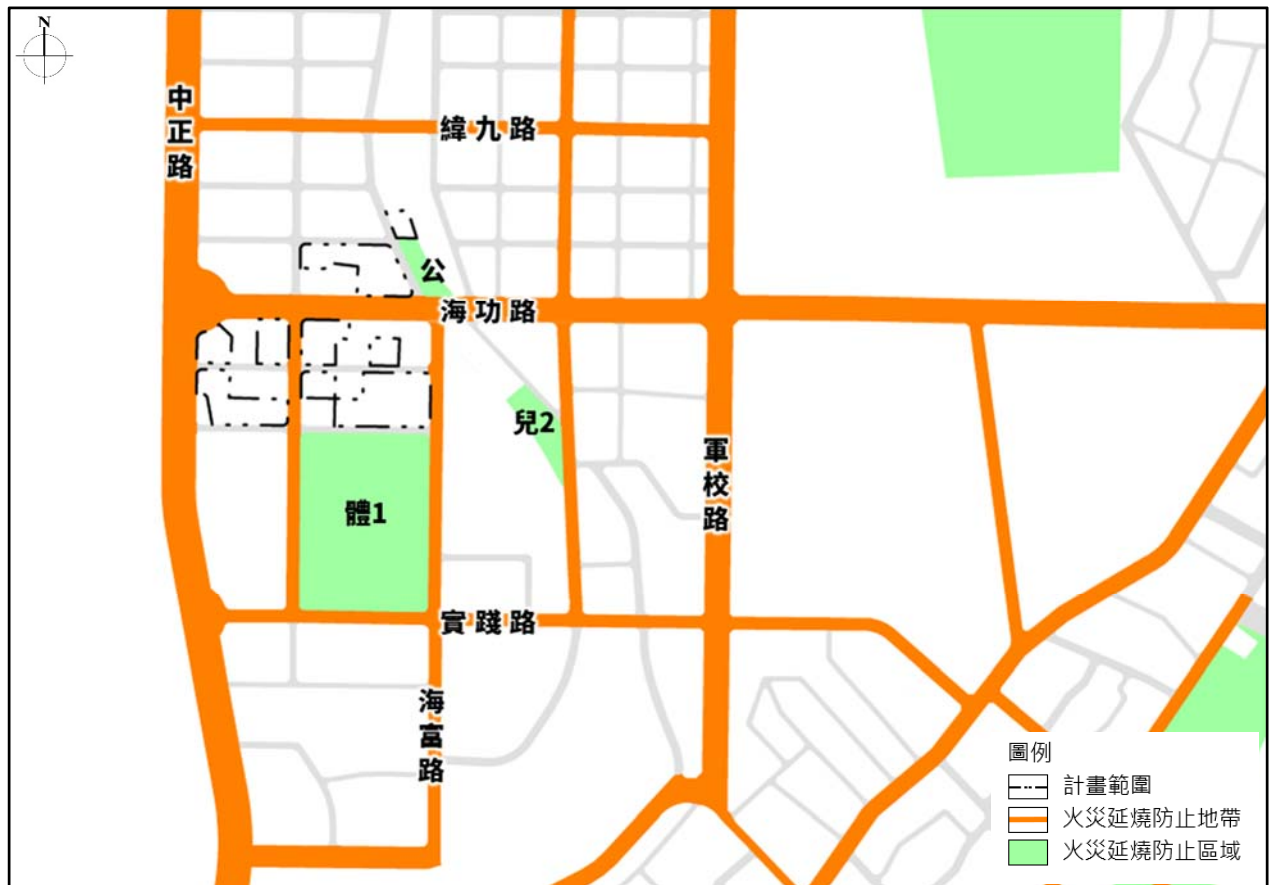 N
中正路
緯九路
公
海功路
兒2
軍校路
體1
實踐路
海富路
圖例
計畫範圍
火災延燒防止地帶
火災延燒防止區域